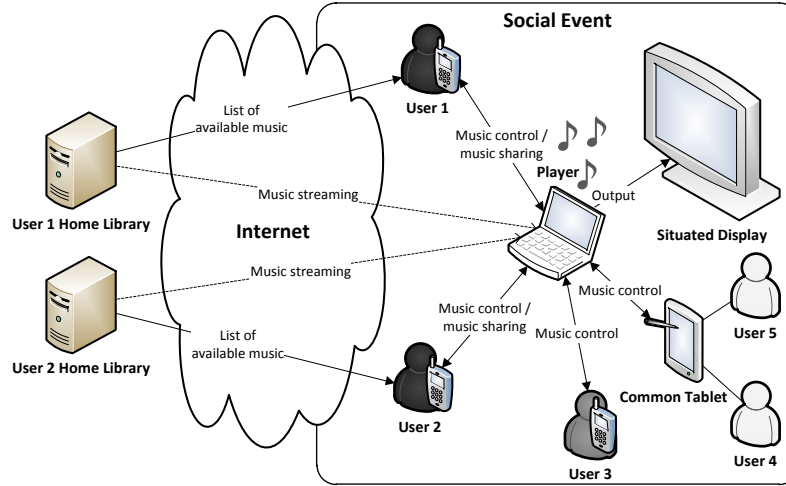 Social Event
User 1
List of
available music
Music control /
music sharing
Player
Output
Situated Display
User 1 Home Library
Music streaming
Internet
Music streaming
Music control
User 5
List of
available music
Music control /
music sharing
Music control
User 2 Home Library
Common Tablet
User 2
User 3
User 4